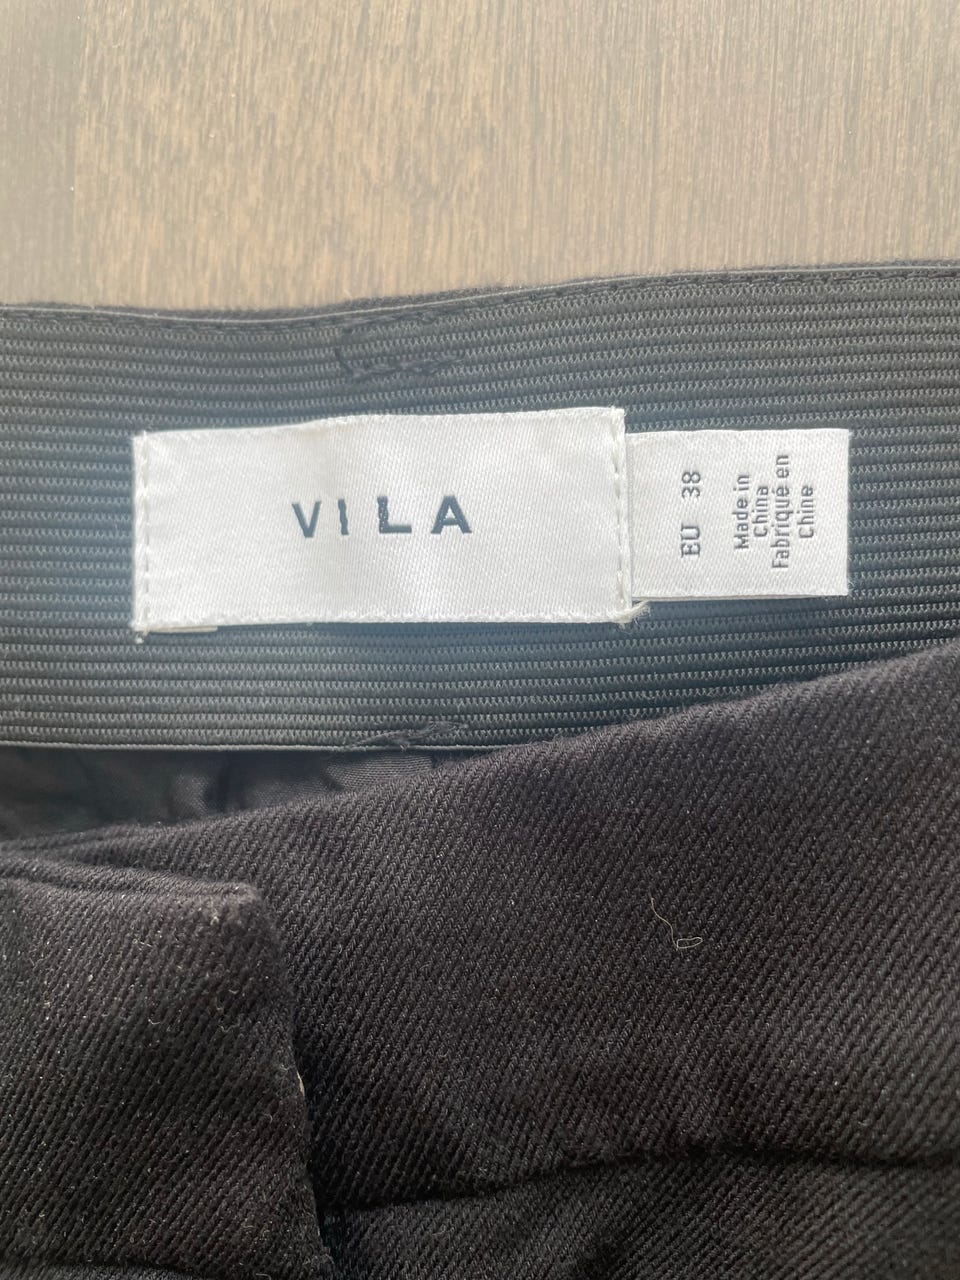 VILA
EU 38
Made in
China
Fabriqué en
Chine